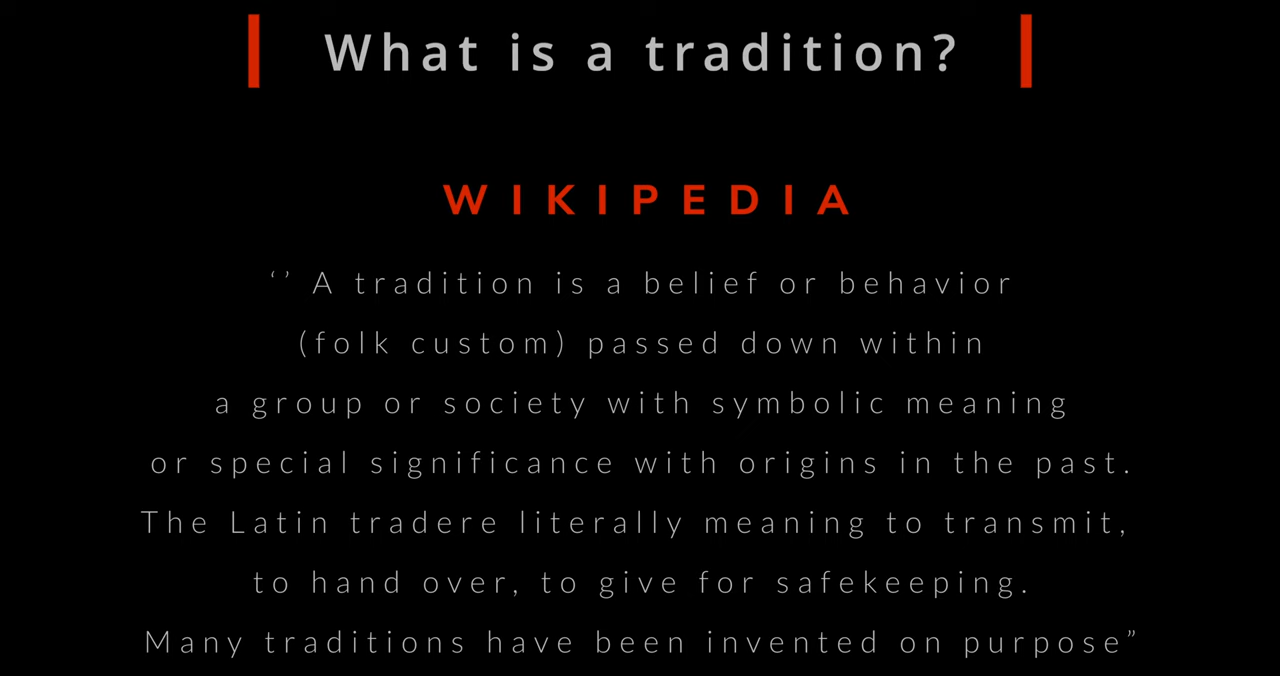 What is a tradition?
WIKIPEDIA
‘’ A tradition is a belief or behavior
(folk custom) passed down within
a group or society with symbolic meaning
or special significance with origins in the past.
The Latin tradere literally meaning to transmit,
to hand over, to give for safekeeping.
Many traditions have been invented on purpose”